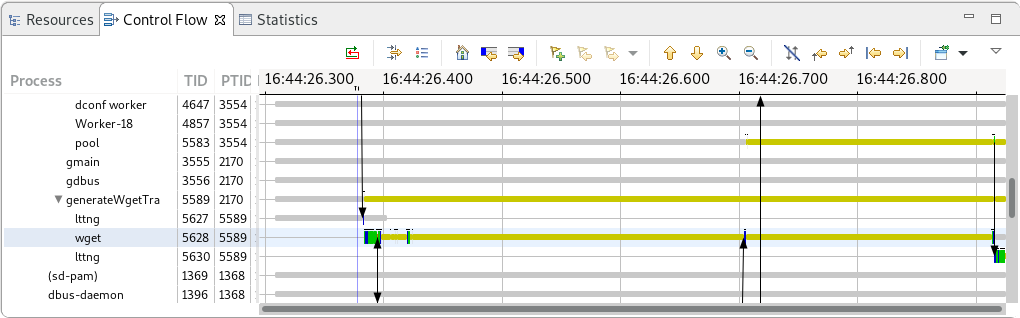 Resources Control Flow Statistics
Process TID PTID 16:44:26.300 16:44:26.400 16:44:26.500 16:44:26.600 16:44:26.700 16:44:26.800
dconf worker 4647 3554
Worker-18 4857 3554
pool 5583 3554
gmain 3555 2170
gdbus 3556 2170
generateWgetTra 5589 2170
lttng 5627 5589
wget 5628 5589
lttng 5630 5589
(sd-pam) 1369 1368
dbus-daemon 1396 1368